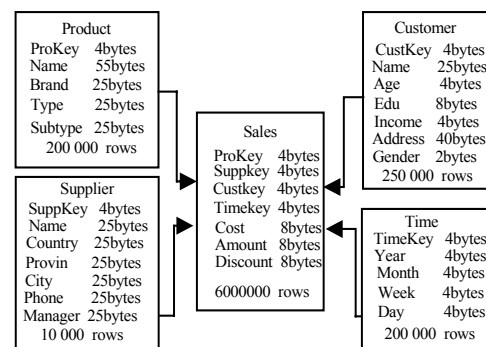 Product
ProKey 4bytes
Name 55bytes
Brand 25bytes
Type 25bytes
Subtype 25bytes
200 000 rows
Supplier
SuppKey 4bytes
Name 25bytes
Country 25bytes
Provin 25bytes
City 25bytes
Phone 25bytes
Manager 25bytes
10 000 rows
Sales
ProKey 4bytes
Suppkey 4bytes
Custkey 4bytes
Timekey 4bytes
Cost 8bytes
Amount 8bytes
Discount 8bytes
6000000 rows
Customer
CustKey 4bytes
Name 25bytes
Age 4bytes
Edu 8bytes
Income 4bytes
Address 40bytes
Gender 2bytes
250 000 rows
Time
TimeKey 4bytes
Year 4bytes
Month 4bytes
Week 4bytes
Day 4bytes
200 000 rows